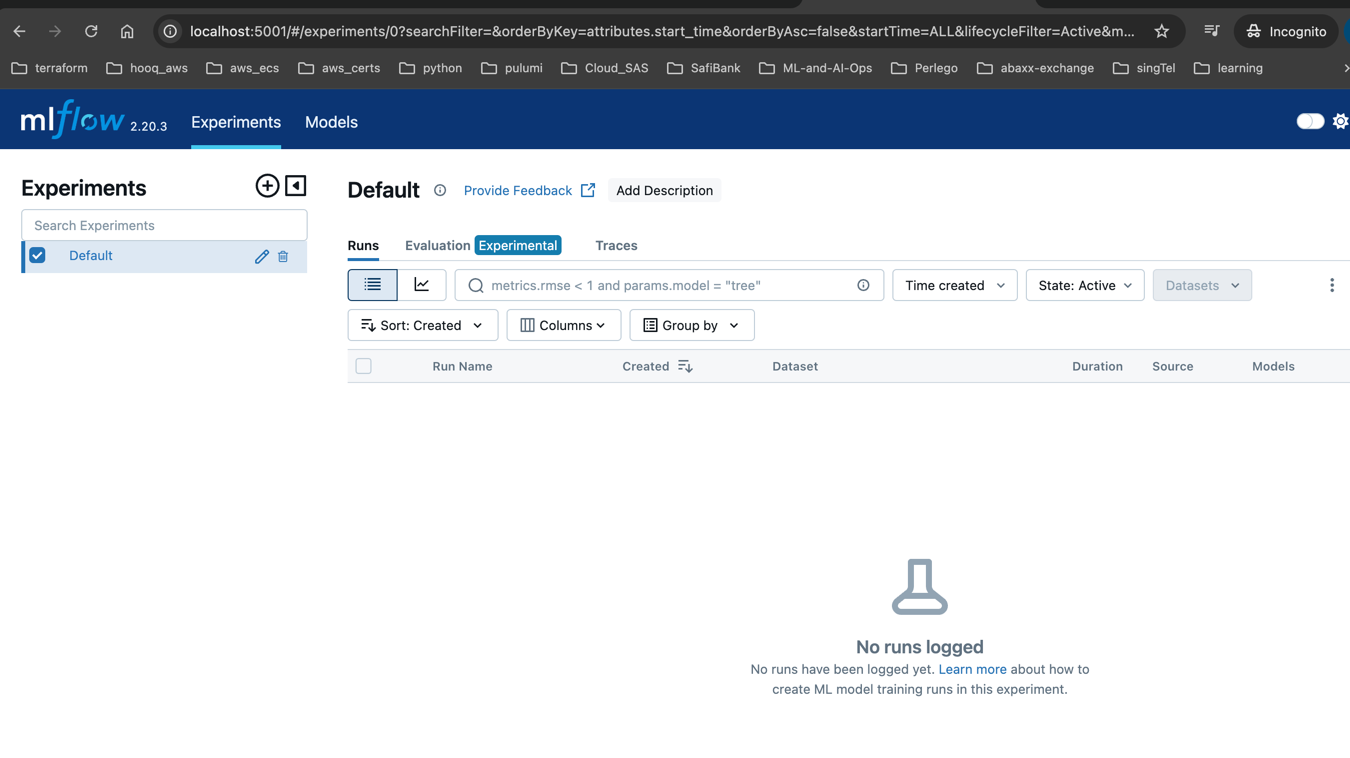 localhost:5001/#/experiments/0?searchFilter=&orderByKey=attributes.start_time&orderByAsc=false&startTime=ALL&lifecycleFilter=Active&m...
Incognito
terraform hooq_aws aws_ecs aws_certs python pulumi Cloud_SAS SafiBank ML-and-AI-Ops Perlego abaxx-exchange singTel learning
mlflow 2.20.3 Experiments Models
Experiments
Search Experiments
Default
Default Provide Feedback Add Description
Runs Evaluation Experimental Traces
metrics.rmse < 1 and params.model = "tree" Time created State: Active Datasets
Sort: Created Columns Group by
Run Name Created Dataset Duration Source Models
No runs logged
No runs have been logged yet. Learn more about how to
create ML model training runs in this experiment.